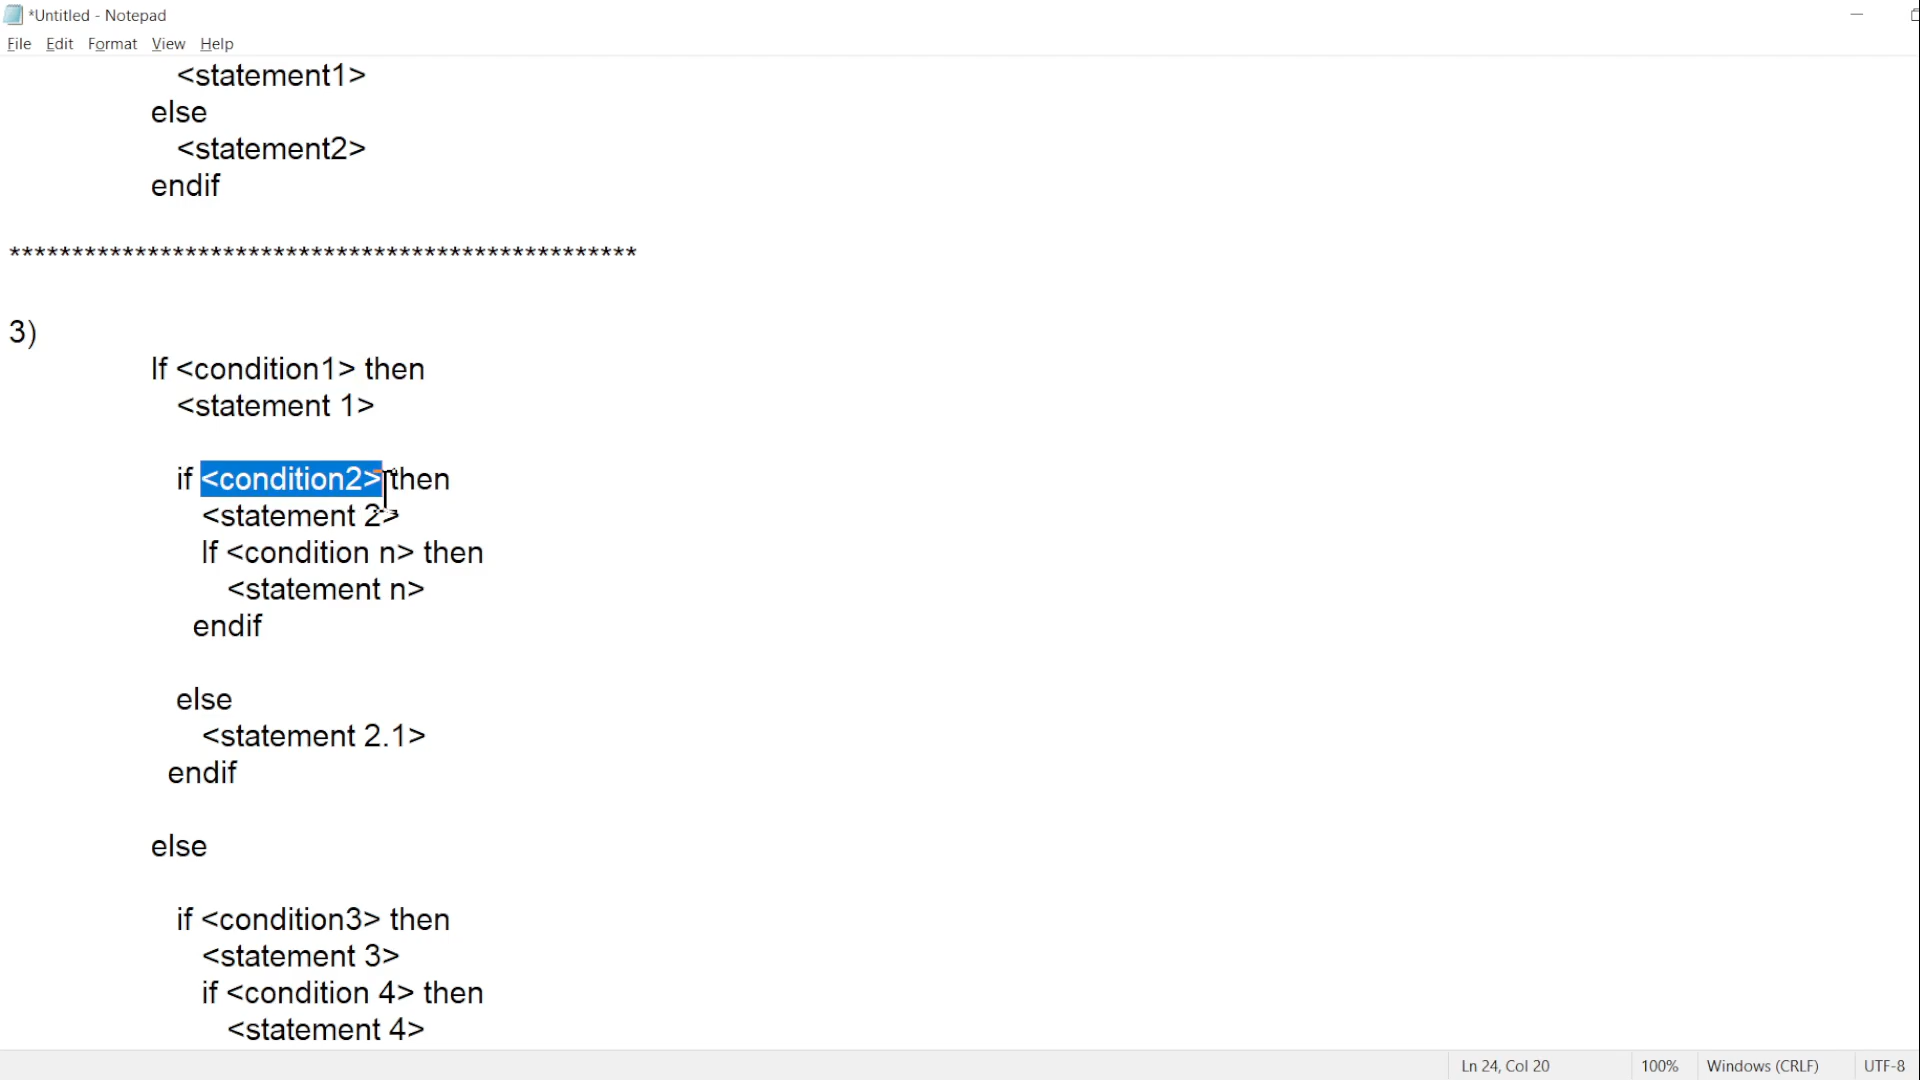 *Untitled - Notepad
File Edit Format View Help
<statement1>
else
<statement2>
endif
**************************************************
3)
If <condition1> then
<statement 1>
if <condition2> then
<statement 2>
If <condition n> then
<statement n>
endif
else
<statement 2.1>
endif
else
if <condition3> then
<statement 3>
if <condition 4> then
<statement 4>
Ln 24, Col 20 100% Windows (CRLF) UTF-8